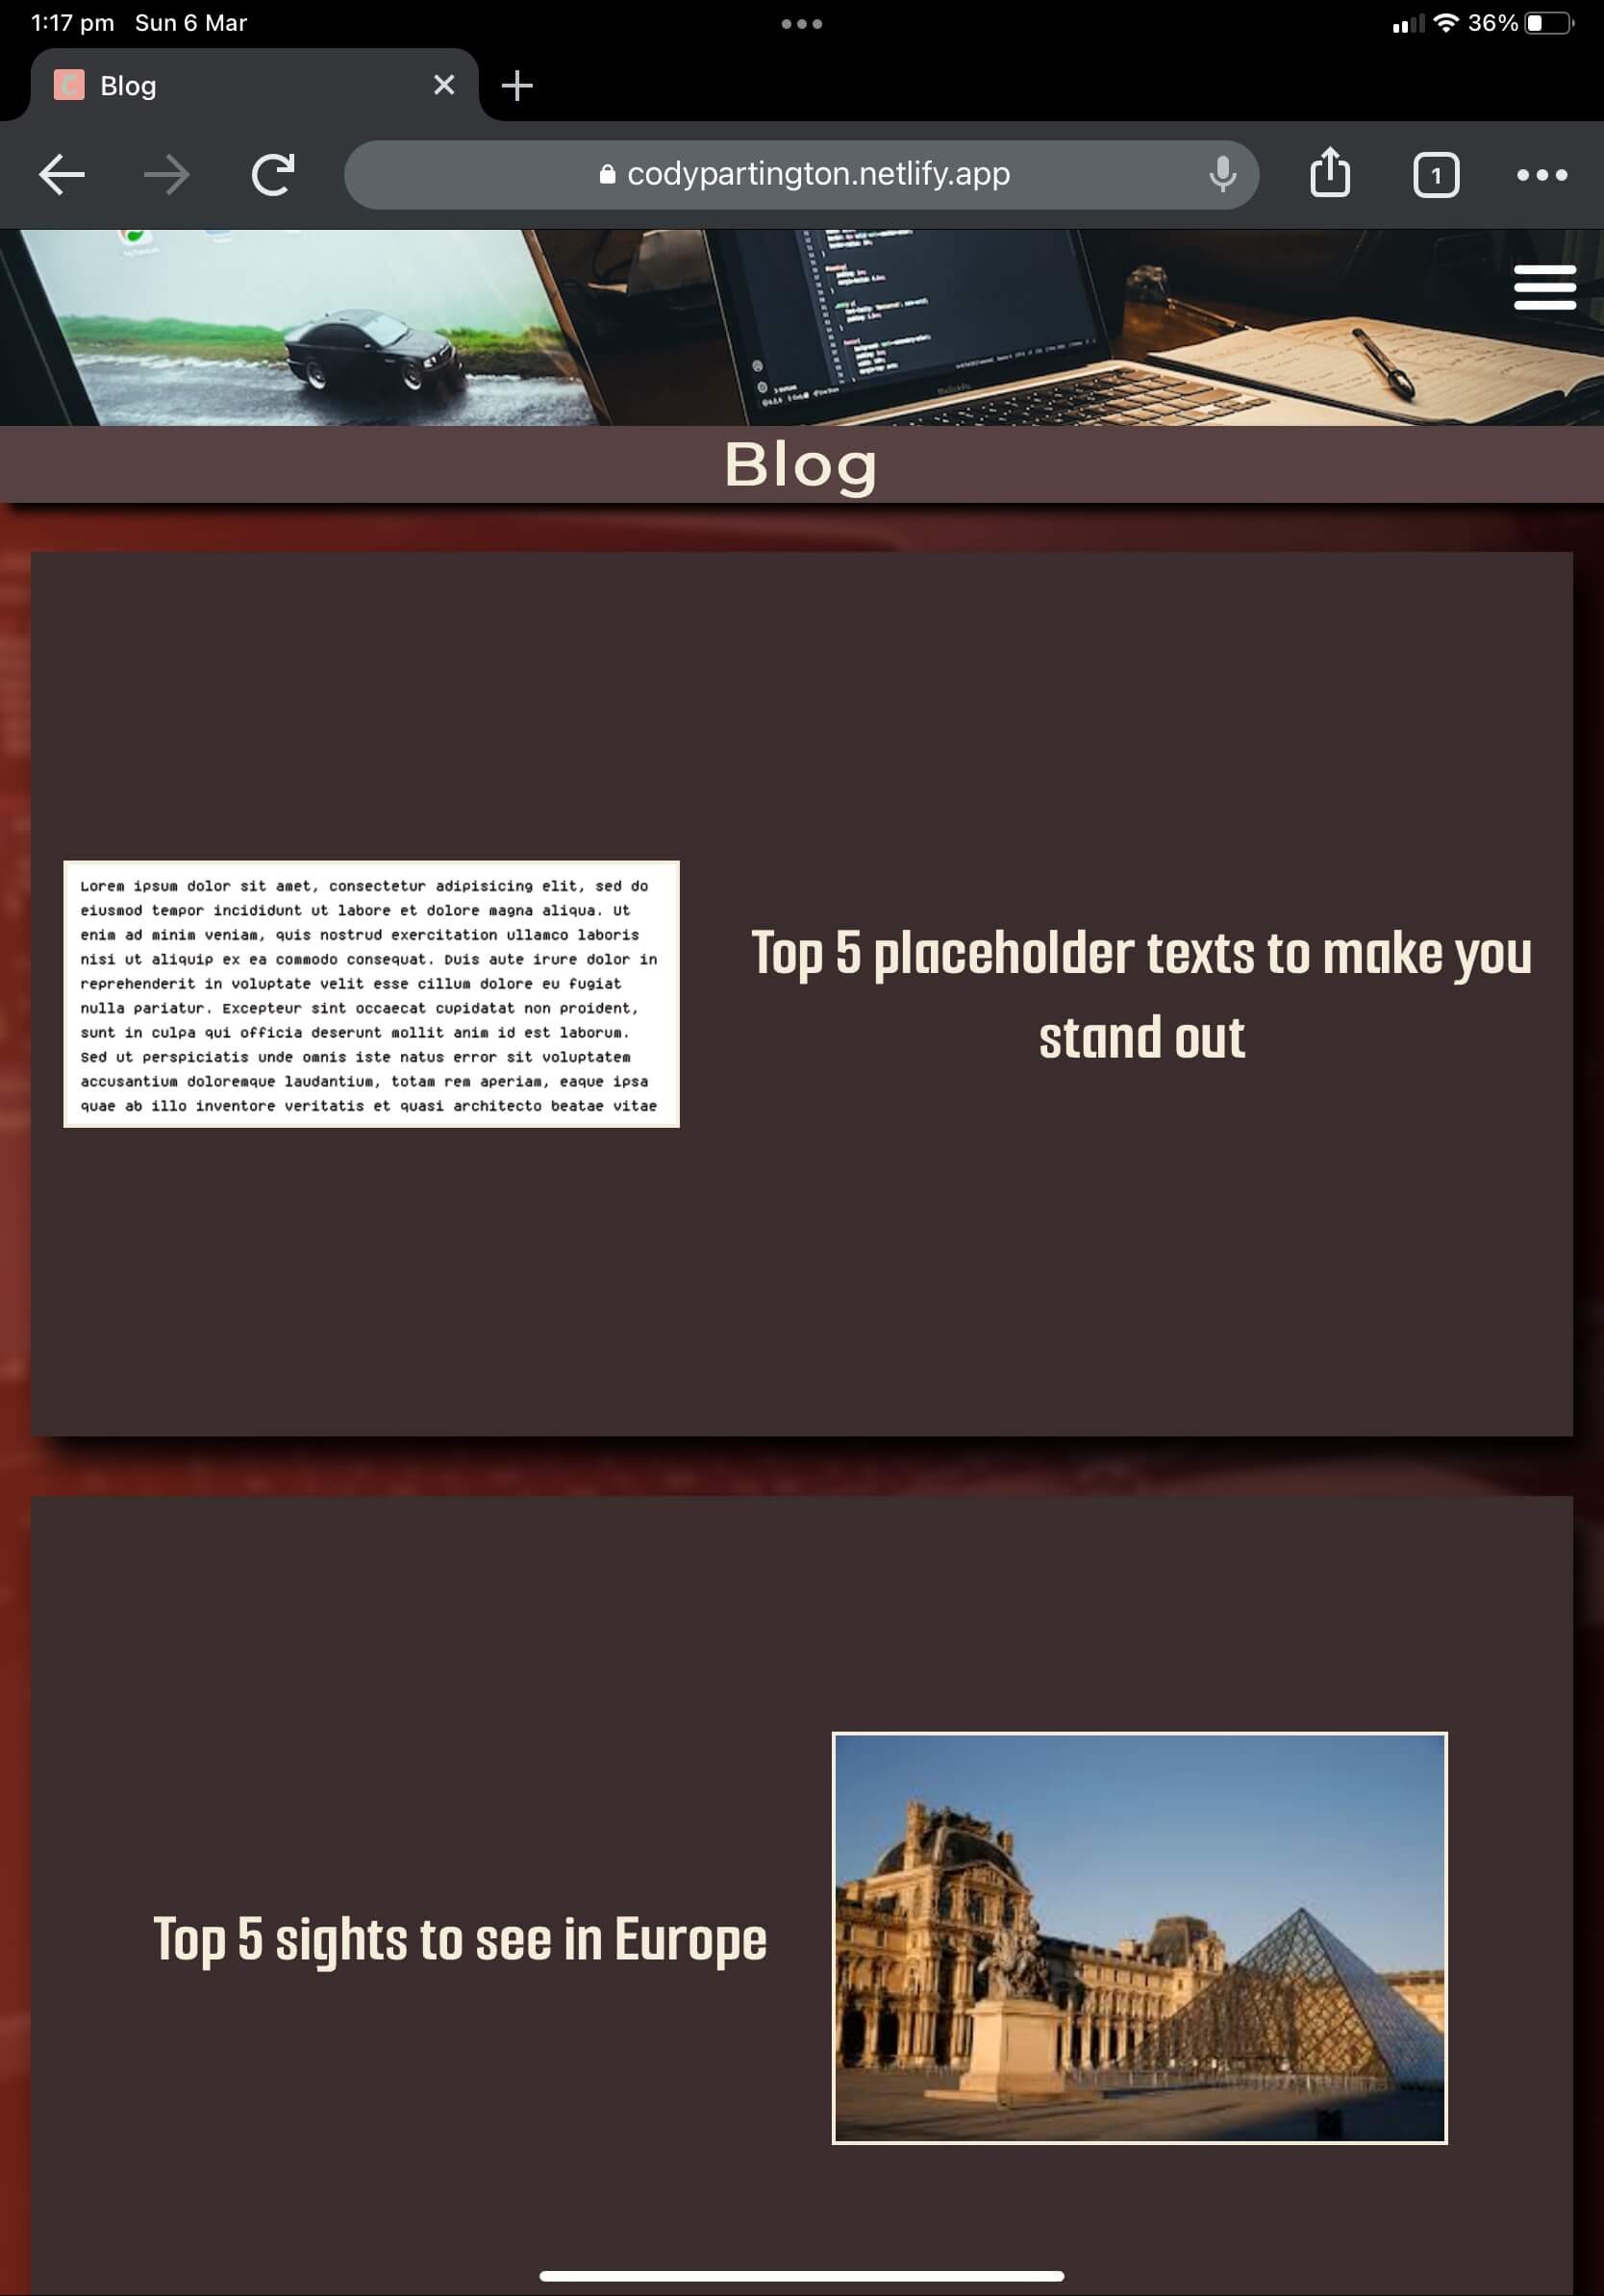 1:17 pm Sun 6 Mar
36%
C Blog
codypartington.netlify.app
1
Blog
Lorem ipsum dolor sit amet, consectetur adipisicing elit, sed do
eiusmod tempor incididunt ut labore et dolore magna aliqua. Ut
enim ad minim veniam, quis nostrud exercitation ullamco laboris
nisi ut aliquip ex ea commodo consequat. Duis aute irure dolor in
reprehenderit in voluptate velit esse cillum dolore eu fugiat
nulla pariatur. Excepteur sint occaecat cupidatat non proident,
sunt in culpa qui officia deserunt mollit anim id est laborum.
Sed ut perspiciatis unde omnis iste natus error sit voluptatem
accusantium doloremque laudantium, totam rem aperiam, eaque ipsa
quae ab illo inventore veritatis et quasi architecto beatae vitae
Top 5 placeholder texts to make you
stand out
Top 5 sights to see in Europe